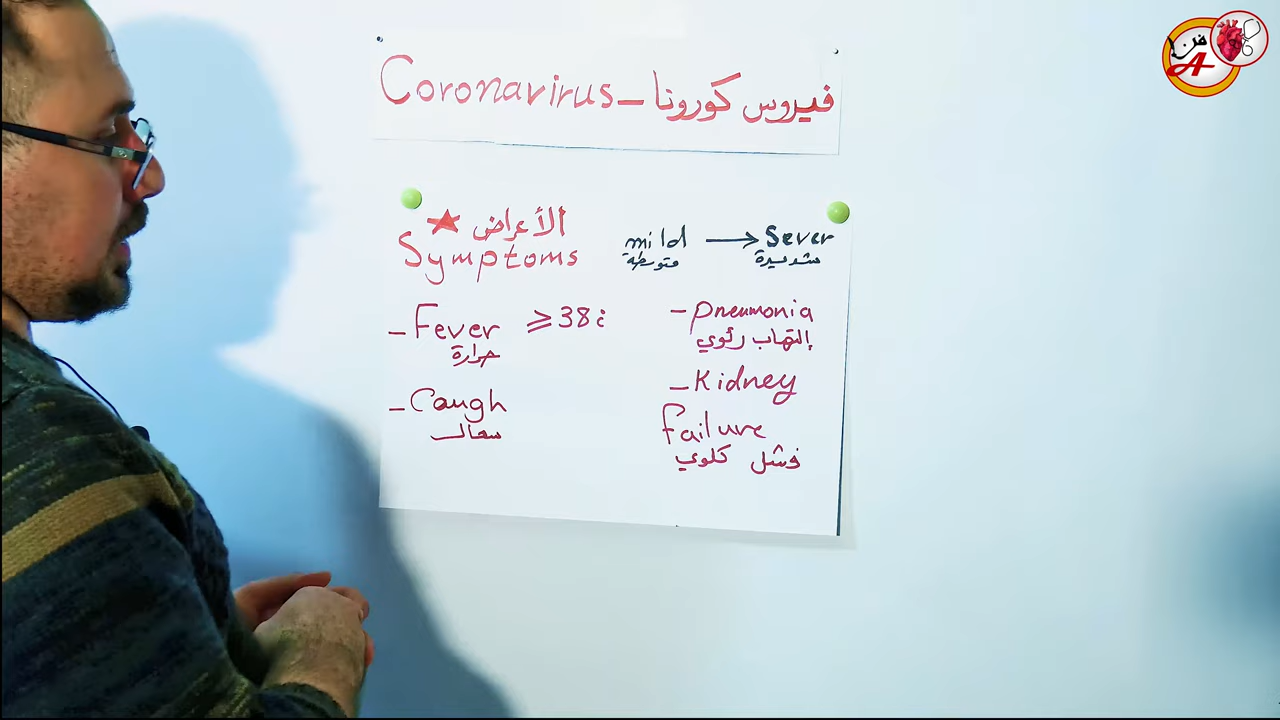 Coronavirus - فيروس كورونا
★ الأعراض
Symptoms
mild → Sever
متوسطة شديدة
- Fever ≥38
حرارة
- Cough
سعال
- pneumonia
إلتهاب رئوي
- Kidney
failure
فشل كلوي
فن
A